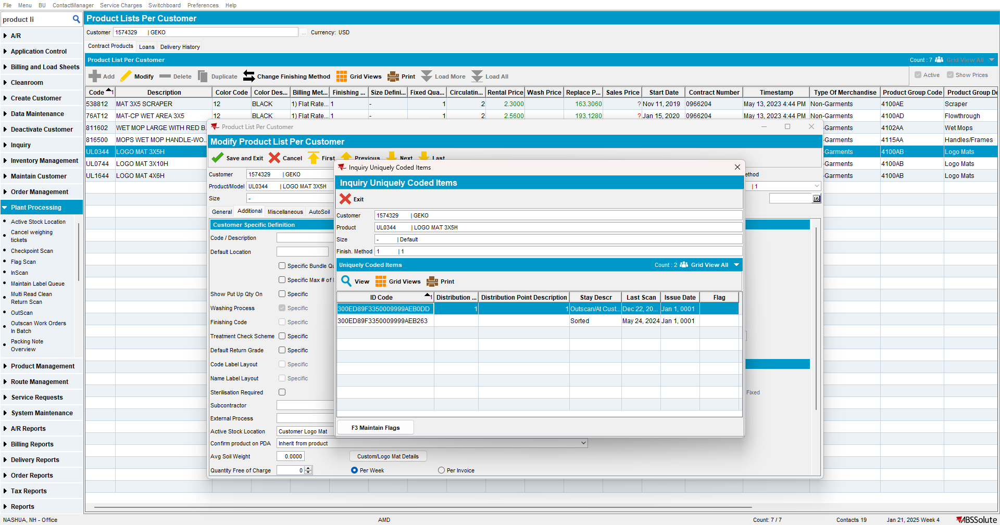 File Menu BU ContactManager Service Charges Switchboard Preferences Help
product li
Product Lists Per Customer
Customer 1574329 | GEKO ... Currency: USD
Contract Products Loans Delivery History
Product List Per Customer Count : 7 Grid View All
Add Modify Delete Duplicate Change Finishing Method Grid Views Print Load More Load All Active Show Prices
Code 1 Description Color Code Color Des... Billing Met... Finishing ... Size Defini... Fixed Qua... Circulatin... Rental Price Wash Price Replace P... Sales Price Start Date Contract Number Timestamp Type Of Merchandise Product Group Code Product Group De
538812 MAT 3X5 SCRAPER 12 BLACK 1) Flat Rate... 1 - 1 2 2.3000 163.3060 ? Nov 11, 2019 0966204 May 13, 2023 4:44 PM Non-Garments 4100AE Scraper
76AT12 MAT-CP WET AREA 3X5 12 BLACK 1) Flat Rate... 1 - 1 2 2.5600 193.1280 ? Jan 15, 2020 0966204 May 13, 2023 4:44 PM Non-Garments 4100AD Flowthrough
811602 WET MOP LARGE WITH RED B... -Garments 4102AA Wet Mops
816500 MOPS WET MOP HANDLE-WO... -Garments 4115AA Handles/Frames
UL0344 LOGO MAT 3X5H -Garments 4100AB Logo Mats
UL0744 LOGO MAT 3X10H -Garments 4100AB Logo Mats
UL1644 LOGO MAT 4X6H -Garments 4100AB Logo Mats
A/R
Application Control
Billing and Load Sheets
Cleanroom
Create Customer
Data Maintenance
Deactivate Customer
Inquiry
Inventory Management
Maintain Customer
Order Management
Plant Processing
Active Stock Location
Cancel weighing
tickets
Checkpoint Scan
Flag Scan
InScan
Maintain Label Queue
Multi Read Clean
Return Scan
OutScan
Outscan Work Orders
In Batch
Packing Note
Overview
Product Management
Route Management
Service Requests
System Maintenance
A/R Reports
Billing Reports
Delivery Reports
Order Reports
Tax Reports
Reports
Product List Per Customer
Modify Product List Per Customer
Save and Exit Cancel First Previous Next Last
Customer 1574329 | GEKO ethod
Product/Model UL0344 | LOGO MAT 3X5H | 1
Size - 16
General Additional Miscellaneous AutoSoil
Customer Specific Definition
Code / Description
Default Location
Specific Bundle Qu
Specific Max # of
Show Put Up Qty On Specific
Washing Process Specific
Finishing Code Specific
Treatment Check Scheme Specific
Default Return Grade Specific
Code Label Layout Specific
Name Label Layout Specific
Sterilisation Required Fixed
Subcontractor
External Process
Active Stock Location Customer Logo Mat
Confirm product on PDA Inherit from product
Avg Soil Weight 0.0000 Custom/Logo Mat Details
Quantity Free of Charge 0 Per Week Per Invoice
Inquiry Uniquely Coded Items
Inquiry Uniquely Coded Items
Exit
Customer 1574329 | GEKO
Product UL0344 | LOGO MAT 3X5H
Size - | Default
Finish. Method 1 | 1
Uniquely Coded Items Count : 2 Grid View All
View Grid Views Print
ID Code 1 Distribution ... Distribution Point Description Stay Descr Last Scan Issue Date Flag
300ED89F3350009999AEB0DD 1 1 Outscan/At Cust... Dec 22, 20... Jan 1, 0001
300ED89F3350009999AEB263 Sorted May 24, 2024 Jan 1, 0001
F3 Maintain Flags
NASHUA, NH - Office AMD Count: 7 / 7 Contacts 19 Jan 21, 2025 Week 4 ABSSolute